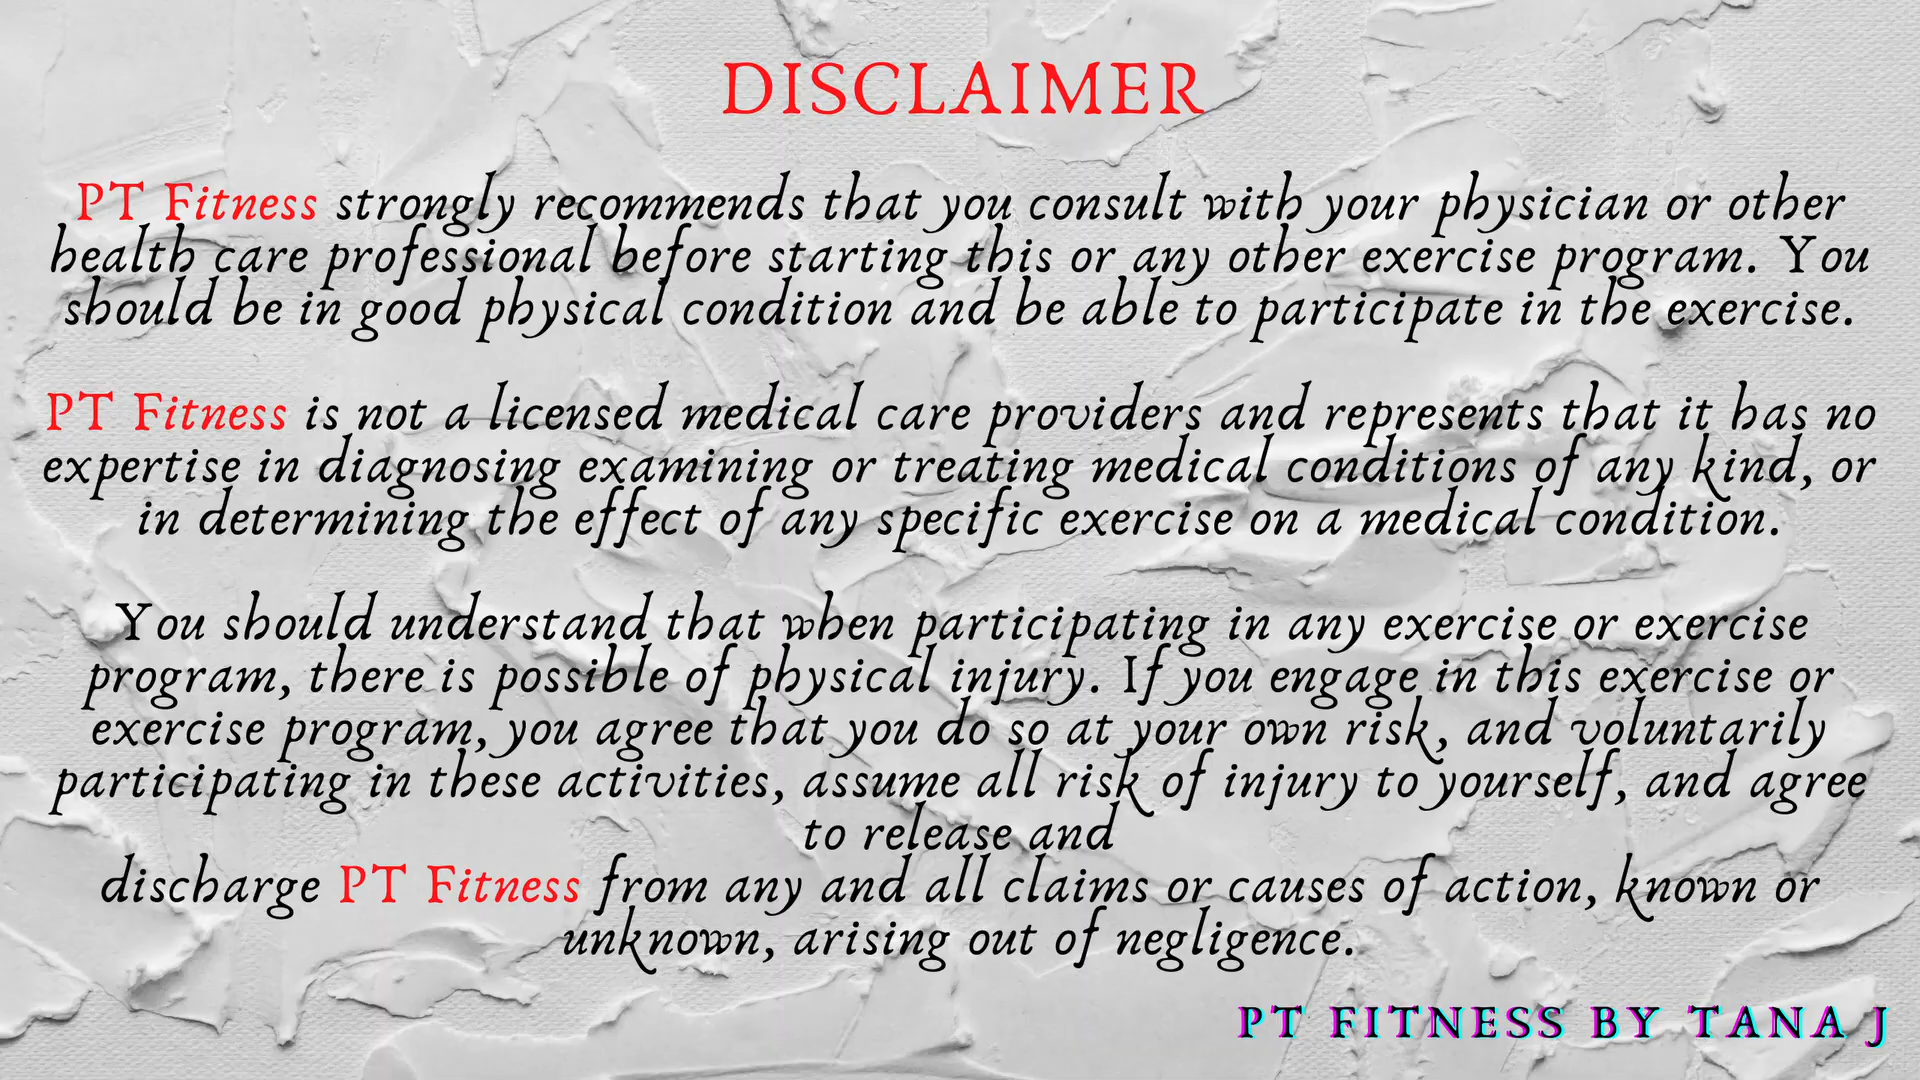 DISCLAIMER
PT Fitness strongly recommends that you consult with your physician or other
health care professional before starting this or any other exercise program. You
should be in good physical condition and be able to participate in the exercise.
PT Fitness is not a licensed medical care providers and represents that it has no
expertise in diagnosing examining or treating medical conditions of any kind, or
in determining the effect of any specific exercise on a medical condition.
You should understand that when participating in any exercise or exercise
program, there is possible of physical injury. If you engage in this exercise or
exercise program, you agree that you do so at your own risk, and voluntarily
participating in these activities, assume all risk of injury to yourself, and agree
to release and
discharge PT Fitness from any and all claims or causes of action, known or
unknown, arising out of negligence.
PT FITNESS BY TANA J